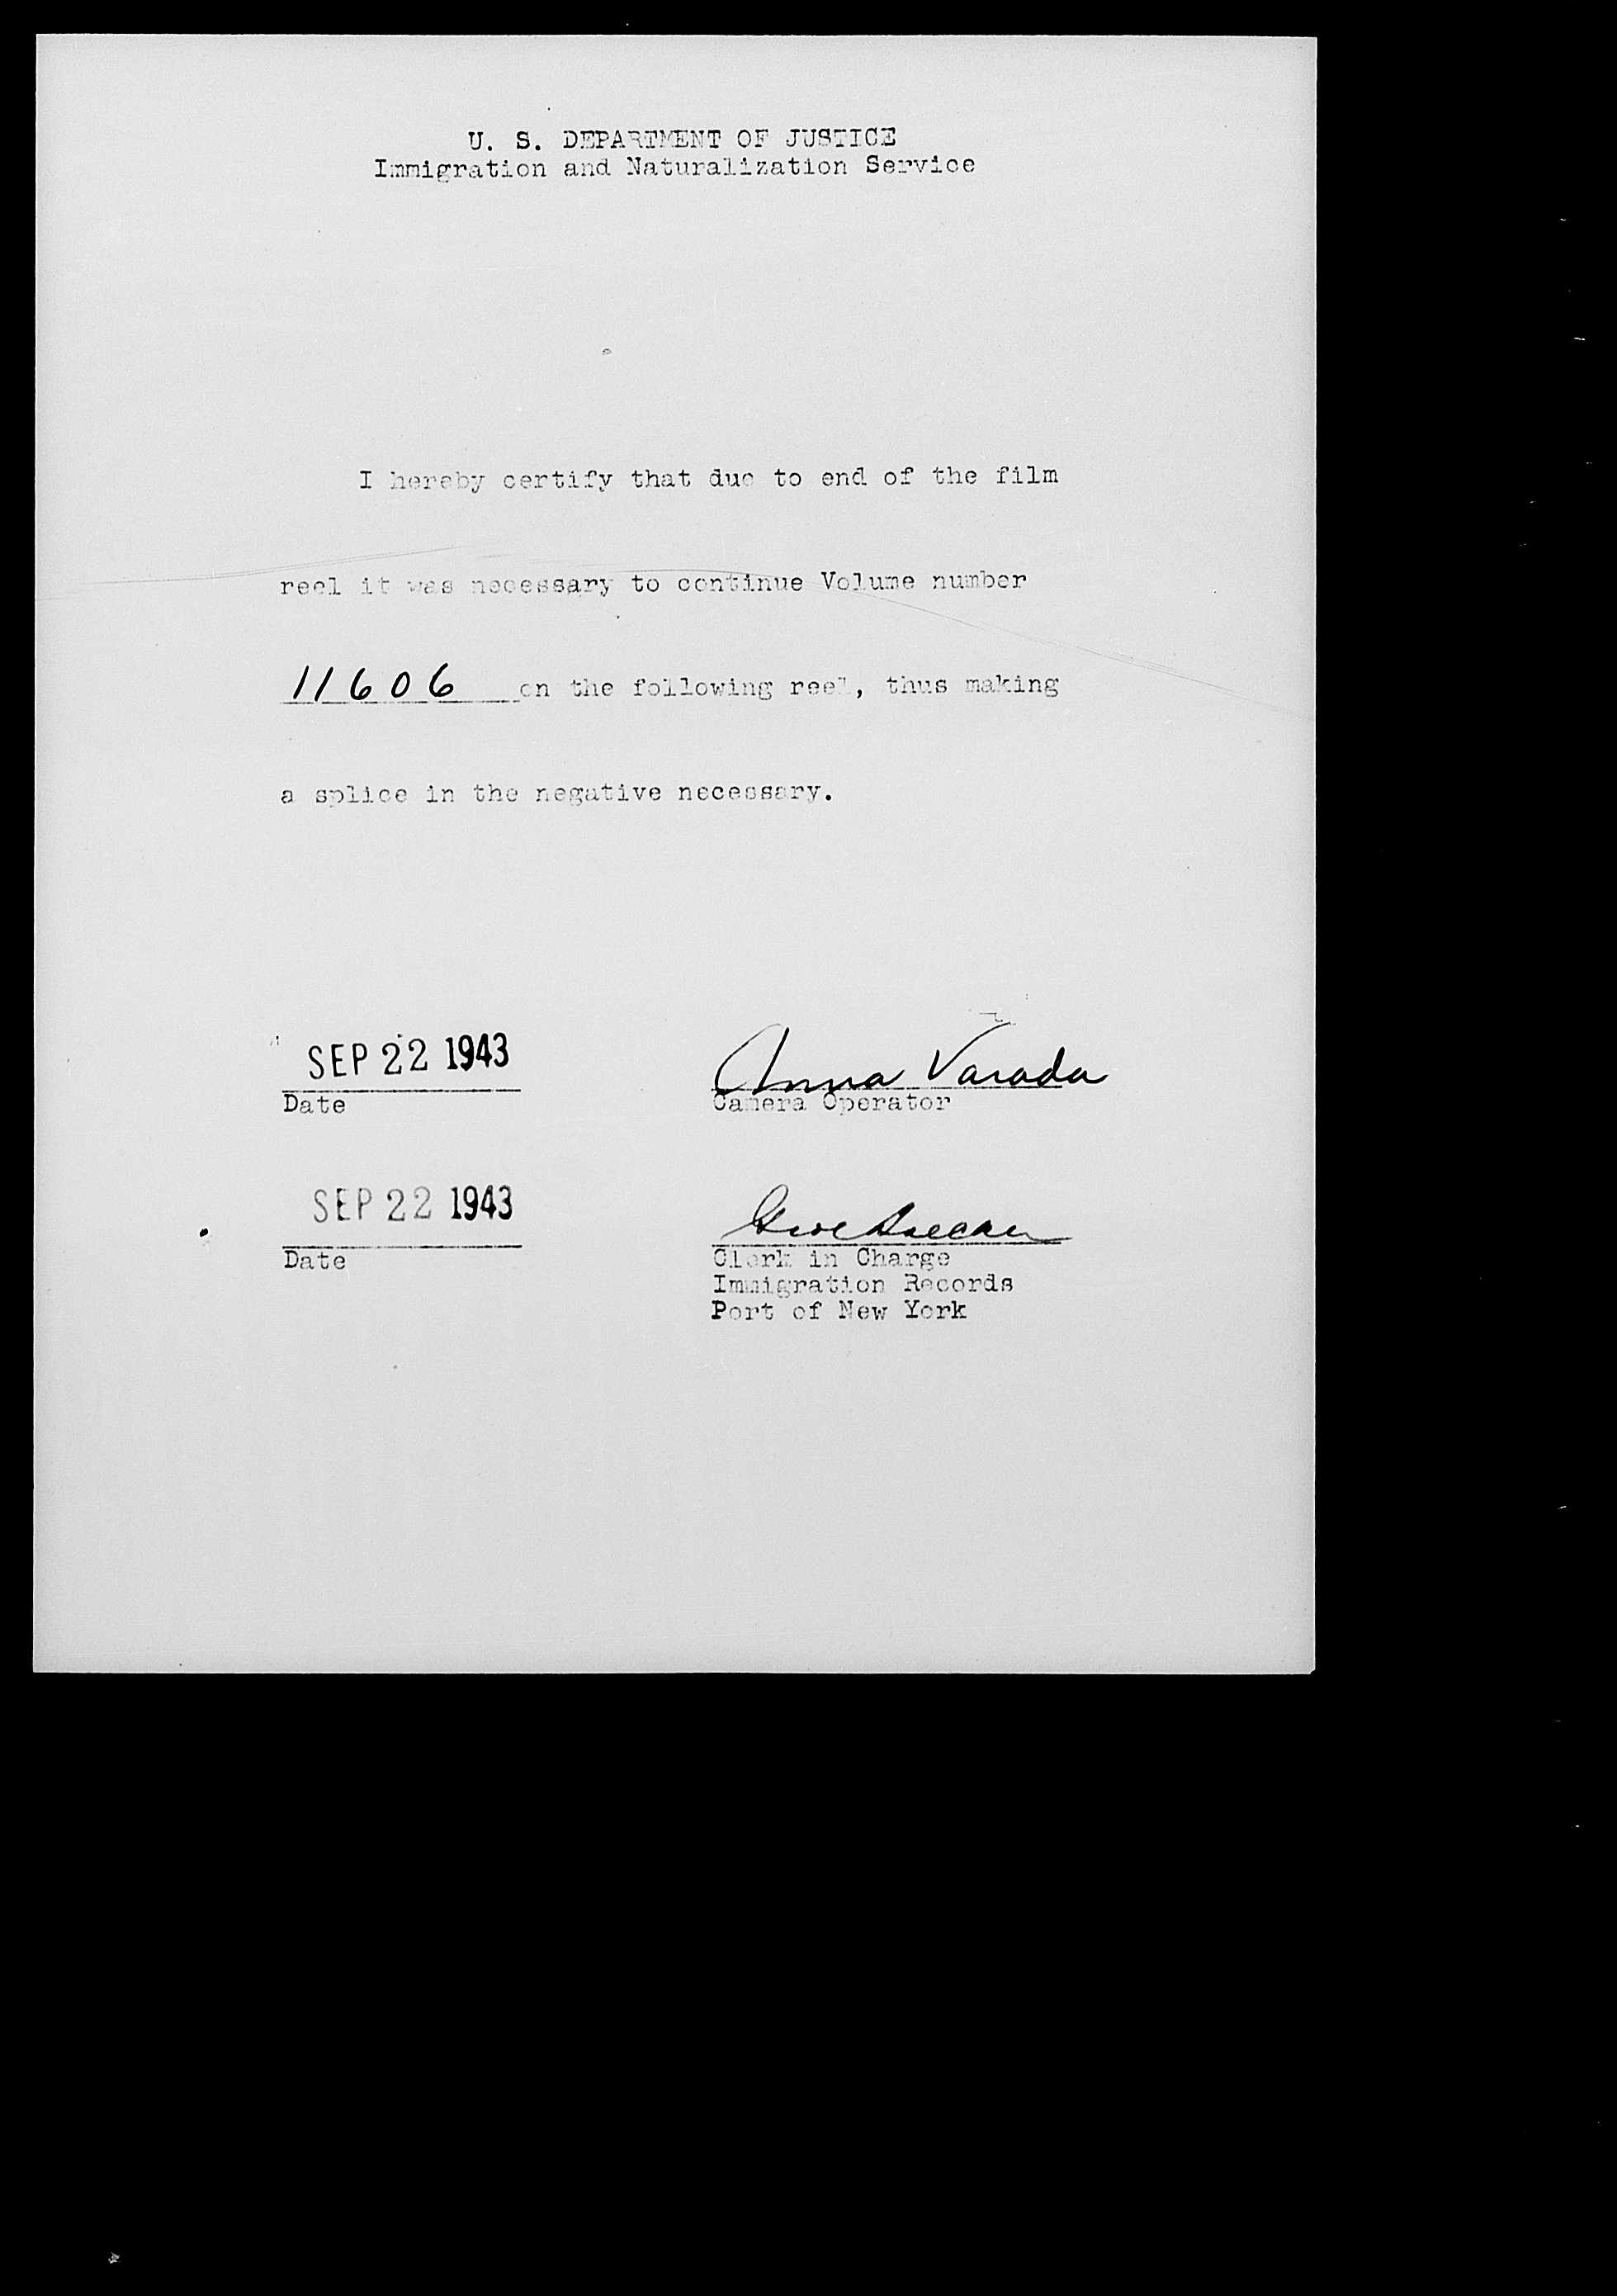 U. S. DEPARTMENT OF JUSTICE
Immigration and Naturalization Service
I hereby certify that due to end of the film
reel it was necessary to continue Volume number
11606 on the following reel, thus making
a splice in the negative necessary.
SEP 22 1943
Anna Varada
Date
Camera Operator
SEP 22 1943
Date
Clerk in Charge
Immigration Records
Port of New York